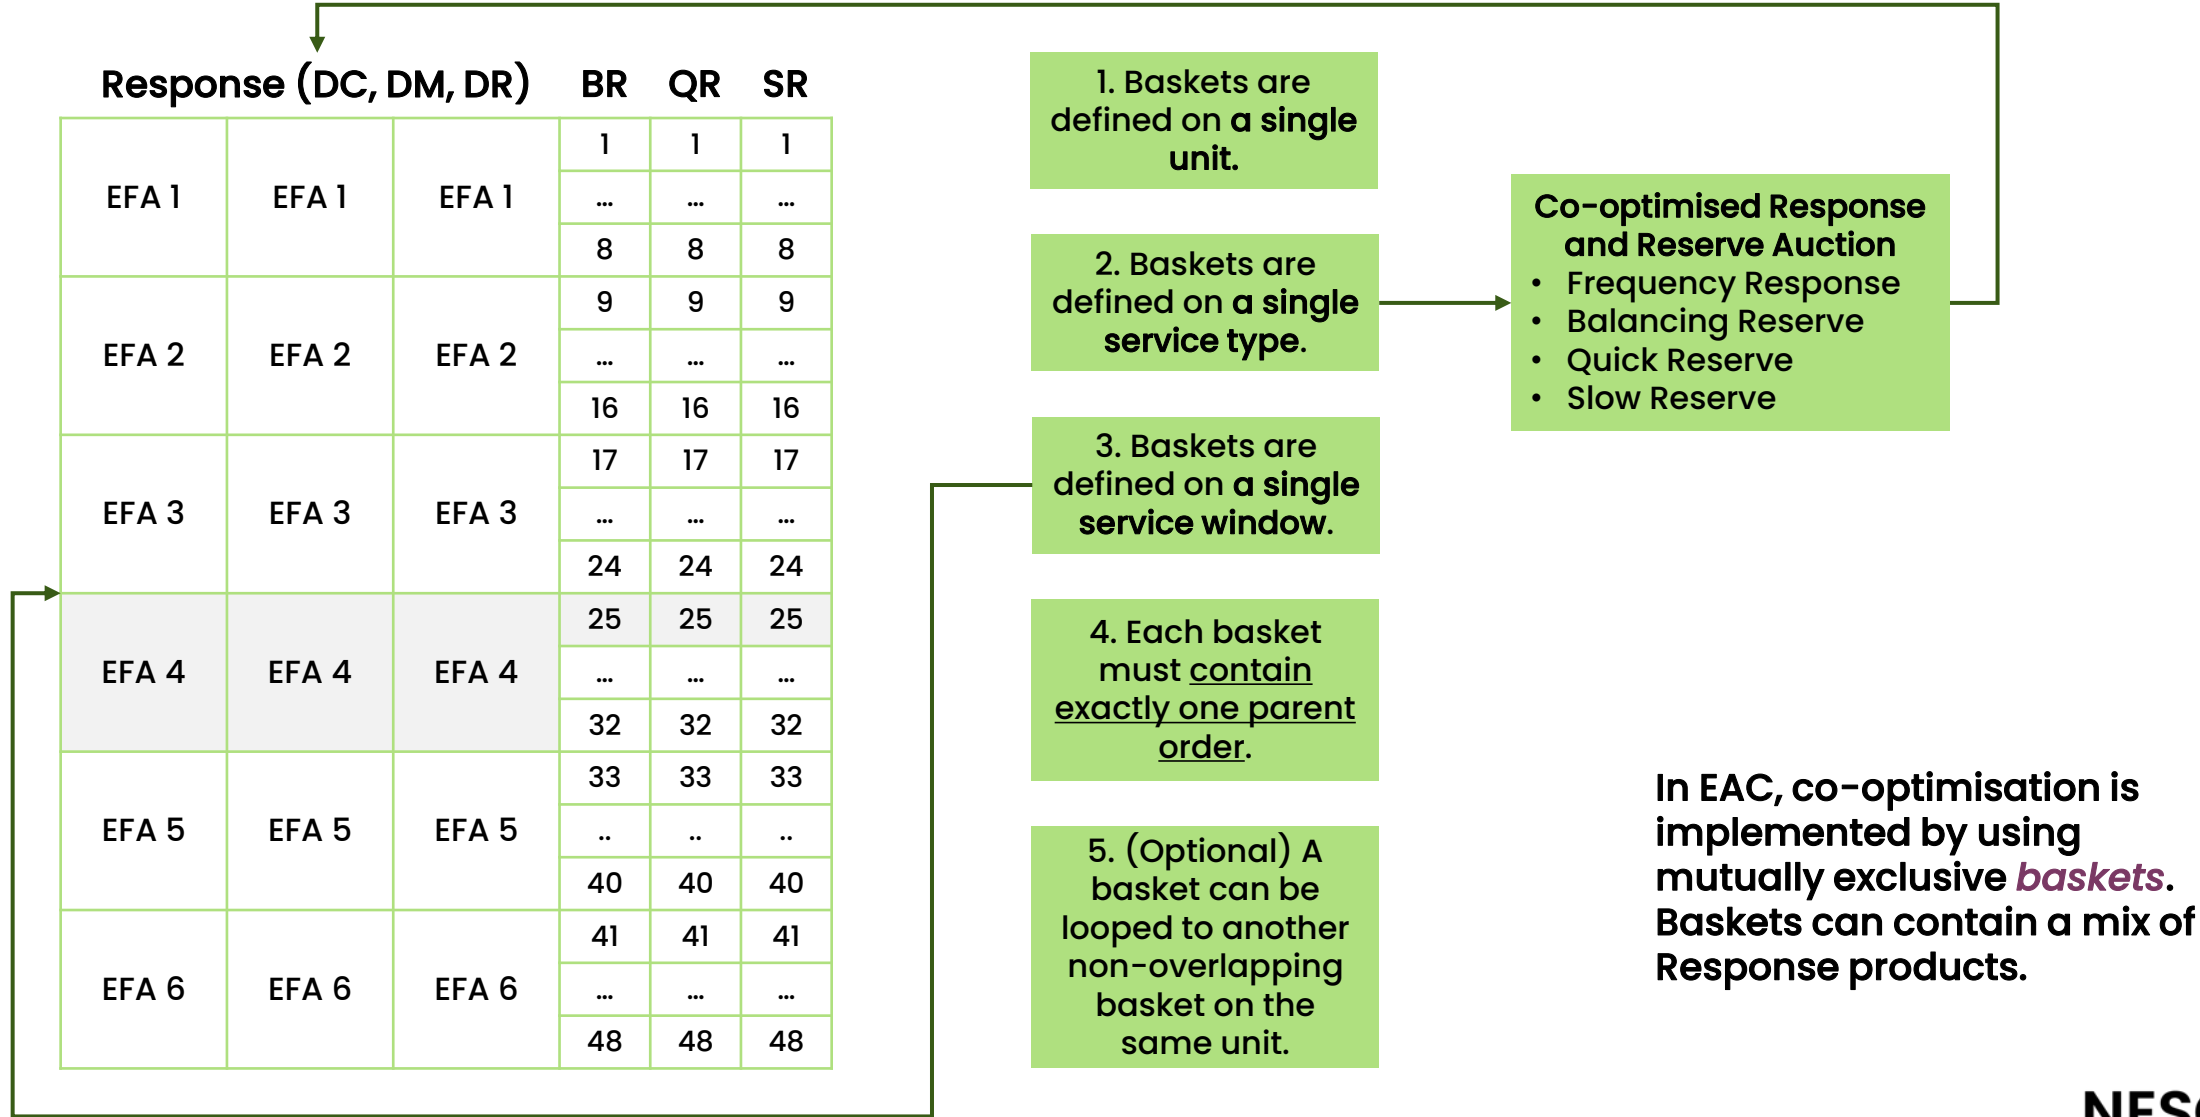 Response (DC, DM, DR) BR QR SR
EFA 1 EFA 1 EFA 1
1 1 1
... ... ...
8 8 8
EFA 2 EFA 2 EFA 2
9 9 9
... ... ...
16 16 16
EFA 3 EFA 3 EFA 3
17 17 17
... ... ...
24 24 24
EFA 4 EFA 4 EFA 4
25 25 25
... ... ...
32 32 32
EFA 5 EFA 5 EFA 5
33 33 33
.. .. ..
40 40 40
EFA 6 EFA 6 EFA 6
41 41 41
... ... ...
48 48 48
1. Baskets are
defined on a single
unit.
2. Baskets are
defined on a single
service type.
3. Baskets are
defined on a single
service window.
4. Each basket
must contain
exactly one parent
order.
5. (Optional) A
basket can be
looped to another
non-overlapping
basket on the
same unit.
Co-optimised Response
and Reserve Auction
• Frequency Response
• Balancing Reserve
• Quick Reserve
• Slow Reserve
In EAC, co-optimisation is
implemented by using
mutually exclusive baskets.
Baskets can contain a mix of
Response products.